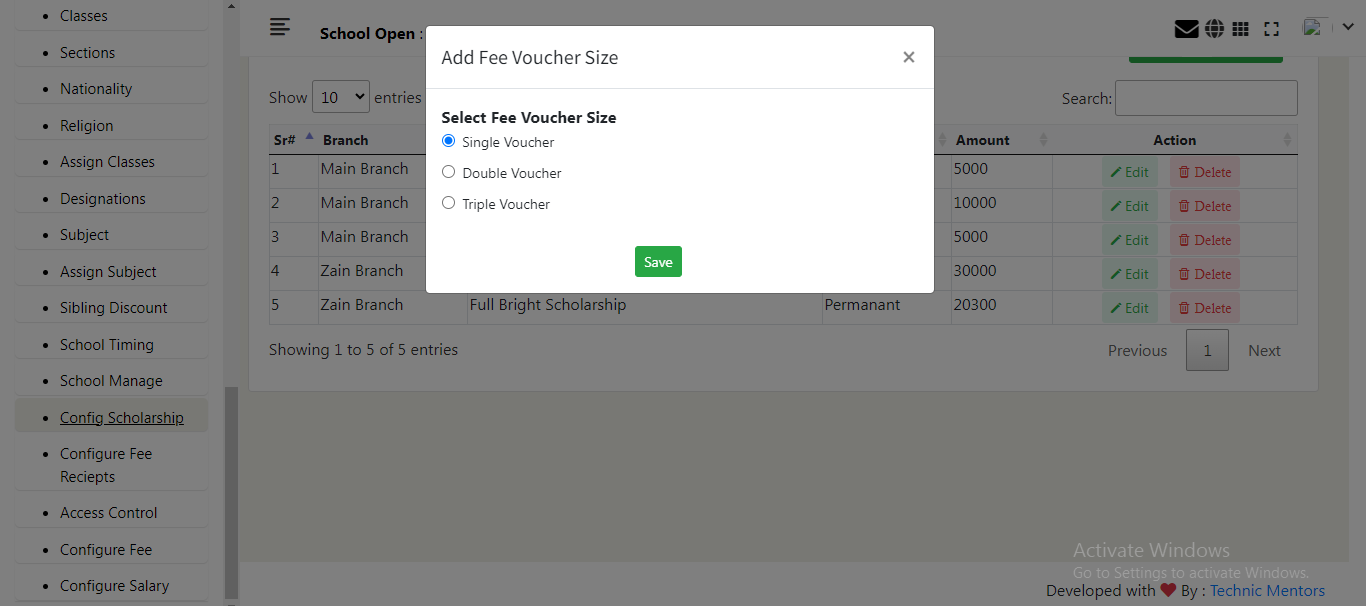 Classes
Sections
Nationality
Religion
Assign Classes
Designations
Subject
Assign Subject
Sibling Discount
School Timing
School Manage
Config Scholarship
Configure Fee
Reciepts
Access Control
Configure Fee
Configure Salary
School Open :
Add Fee Voucher Size ×
Select Fee Voucher Size
Single Voucher
Double Voucher
Triple Voucher
Save
Show 10 entries Search:
Sr# Branch Amount Action
1 Main Branch 5000 Edit Delete
2 Main Branch 10000 Edit Delete
3 Main Branch 5000 Edit Delete
4 Zain Branch 30000 Edit Delete
5 Zain Branch Full Bright Scholarship Permanant 20300 Edit Delete
Showing 1 to 5 of 5 entries Previous 1 Next
Activate Windows
Go to Settings to activate Windows.
Developed with ❤ By : Technic Mentors